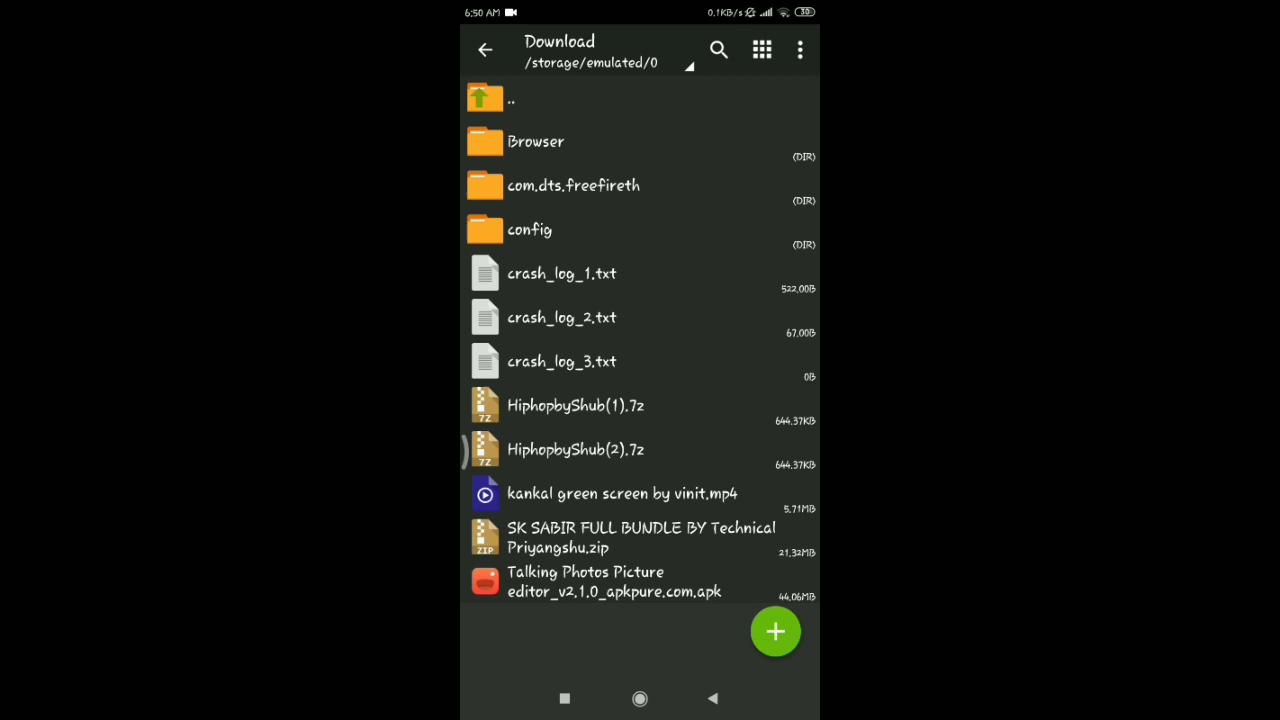 6:50 AM
0.1KB/s
30
Download
/storage/emulated/0
..
Browser
(DIR)
com.dts.freefireth
(DIR)
config
(DIR)
crash_log_1.txt
522.00B
crash_log_2.txt
67.00B
crash_log_3.txt
0B
7Z
HiphopbyShub(1).7z
644.37KB
7Z
HiphopbyShub(2).7z
644.37KB
kankal green screen by vinit.mp4
5.71MB
SK SABIR FULL BUNDLE BY Technical
Priyangshu.zip
ZIP
21.32MB
Talking Photos Picture
editor_v2.1.0_apkpure.com.apk
44.06MB